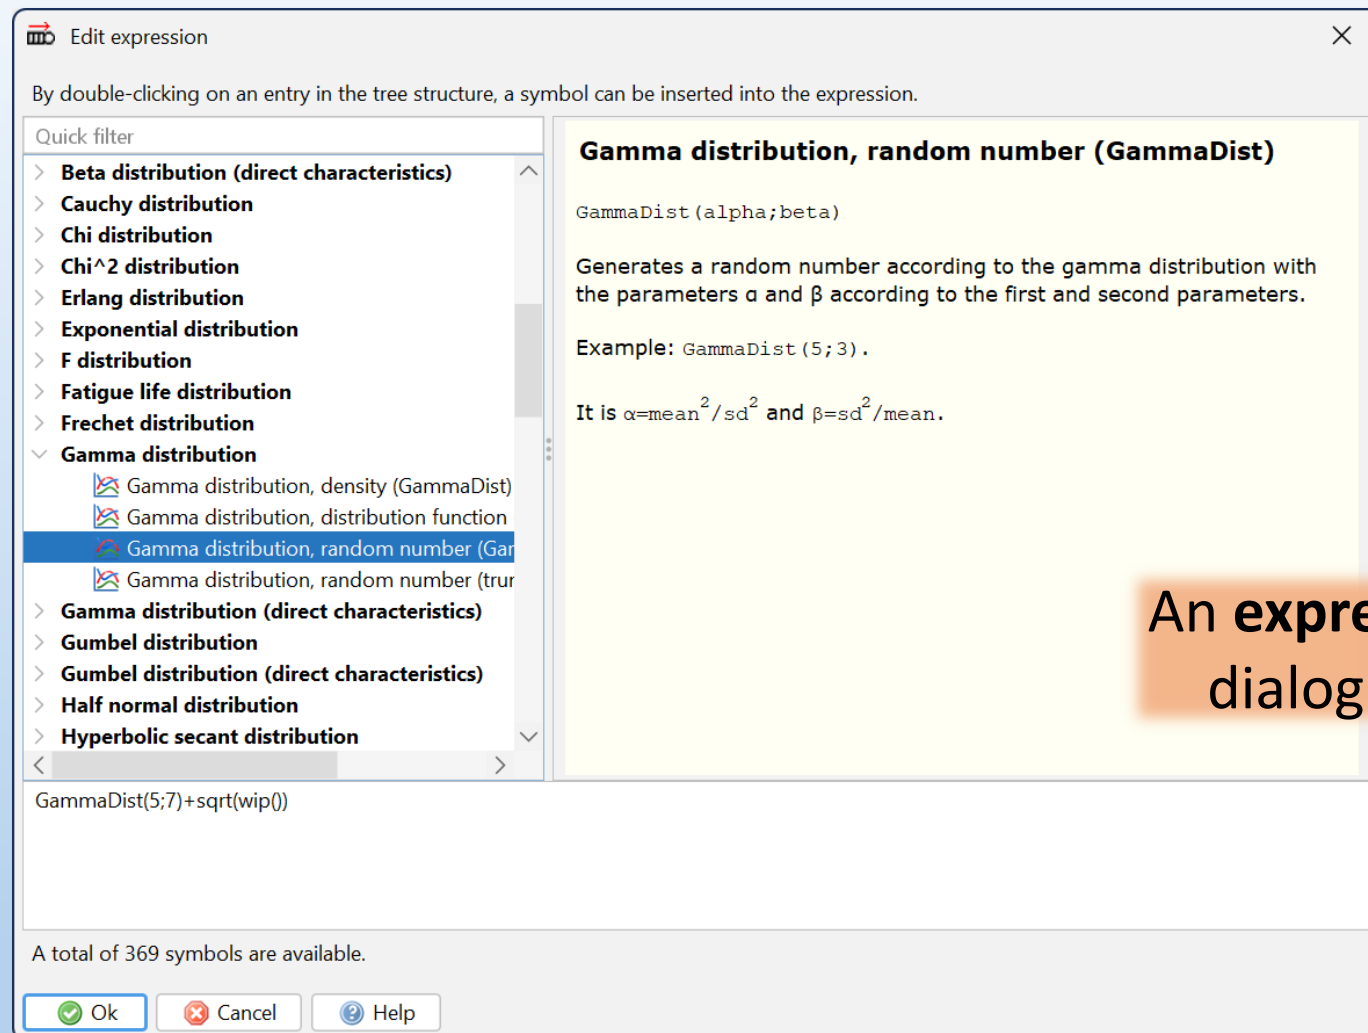 Edit expression
By double-clicking on an entry in the tree structure, a symbol can be inserted into the expression.
Quick filter
Beta distribution (direct characteristics)
Cauchy distribution
Chi distribution
Chi^2 distribution
Erlang distribution
Exponential distribution
F distribution
Fatigue life distribution
Frechet distribution
Gamma distribution
Gamma distribution, density (GammaDist)
Gamma distribution, distribution function
Gamma distribution, random number (Gar
Gamma distribution, random number (trur
Gamma distribution (direct characteristics)
Gumbel distribution
Gumbel distribution (direct characteristics)
Half normal distribution
Hyperbolic secant distribution
Gamma distribution, random number (GammaDist)
GammaDist(alpha;beta)
Generates a random number according to the gamma distribution with
the parameters α and β according to the first and second parameters.
Example: GammaDist(5;3).
It is α=mean²/sd² and β=sd²/mean.
An expre
dialog
GammaDist(5;7)+sqrt(wip())
A total of 369 symbols are available.
Ok Cancel Help